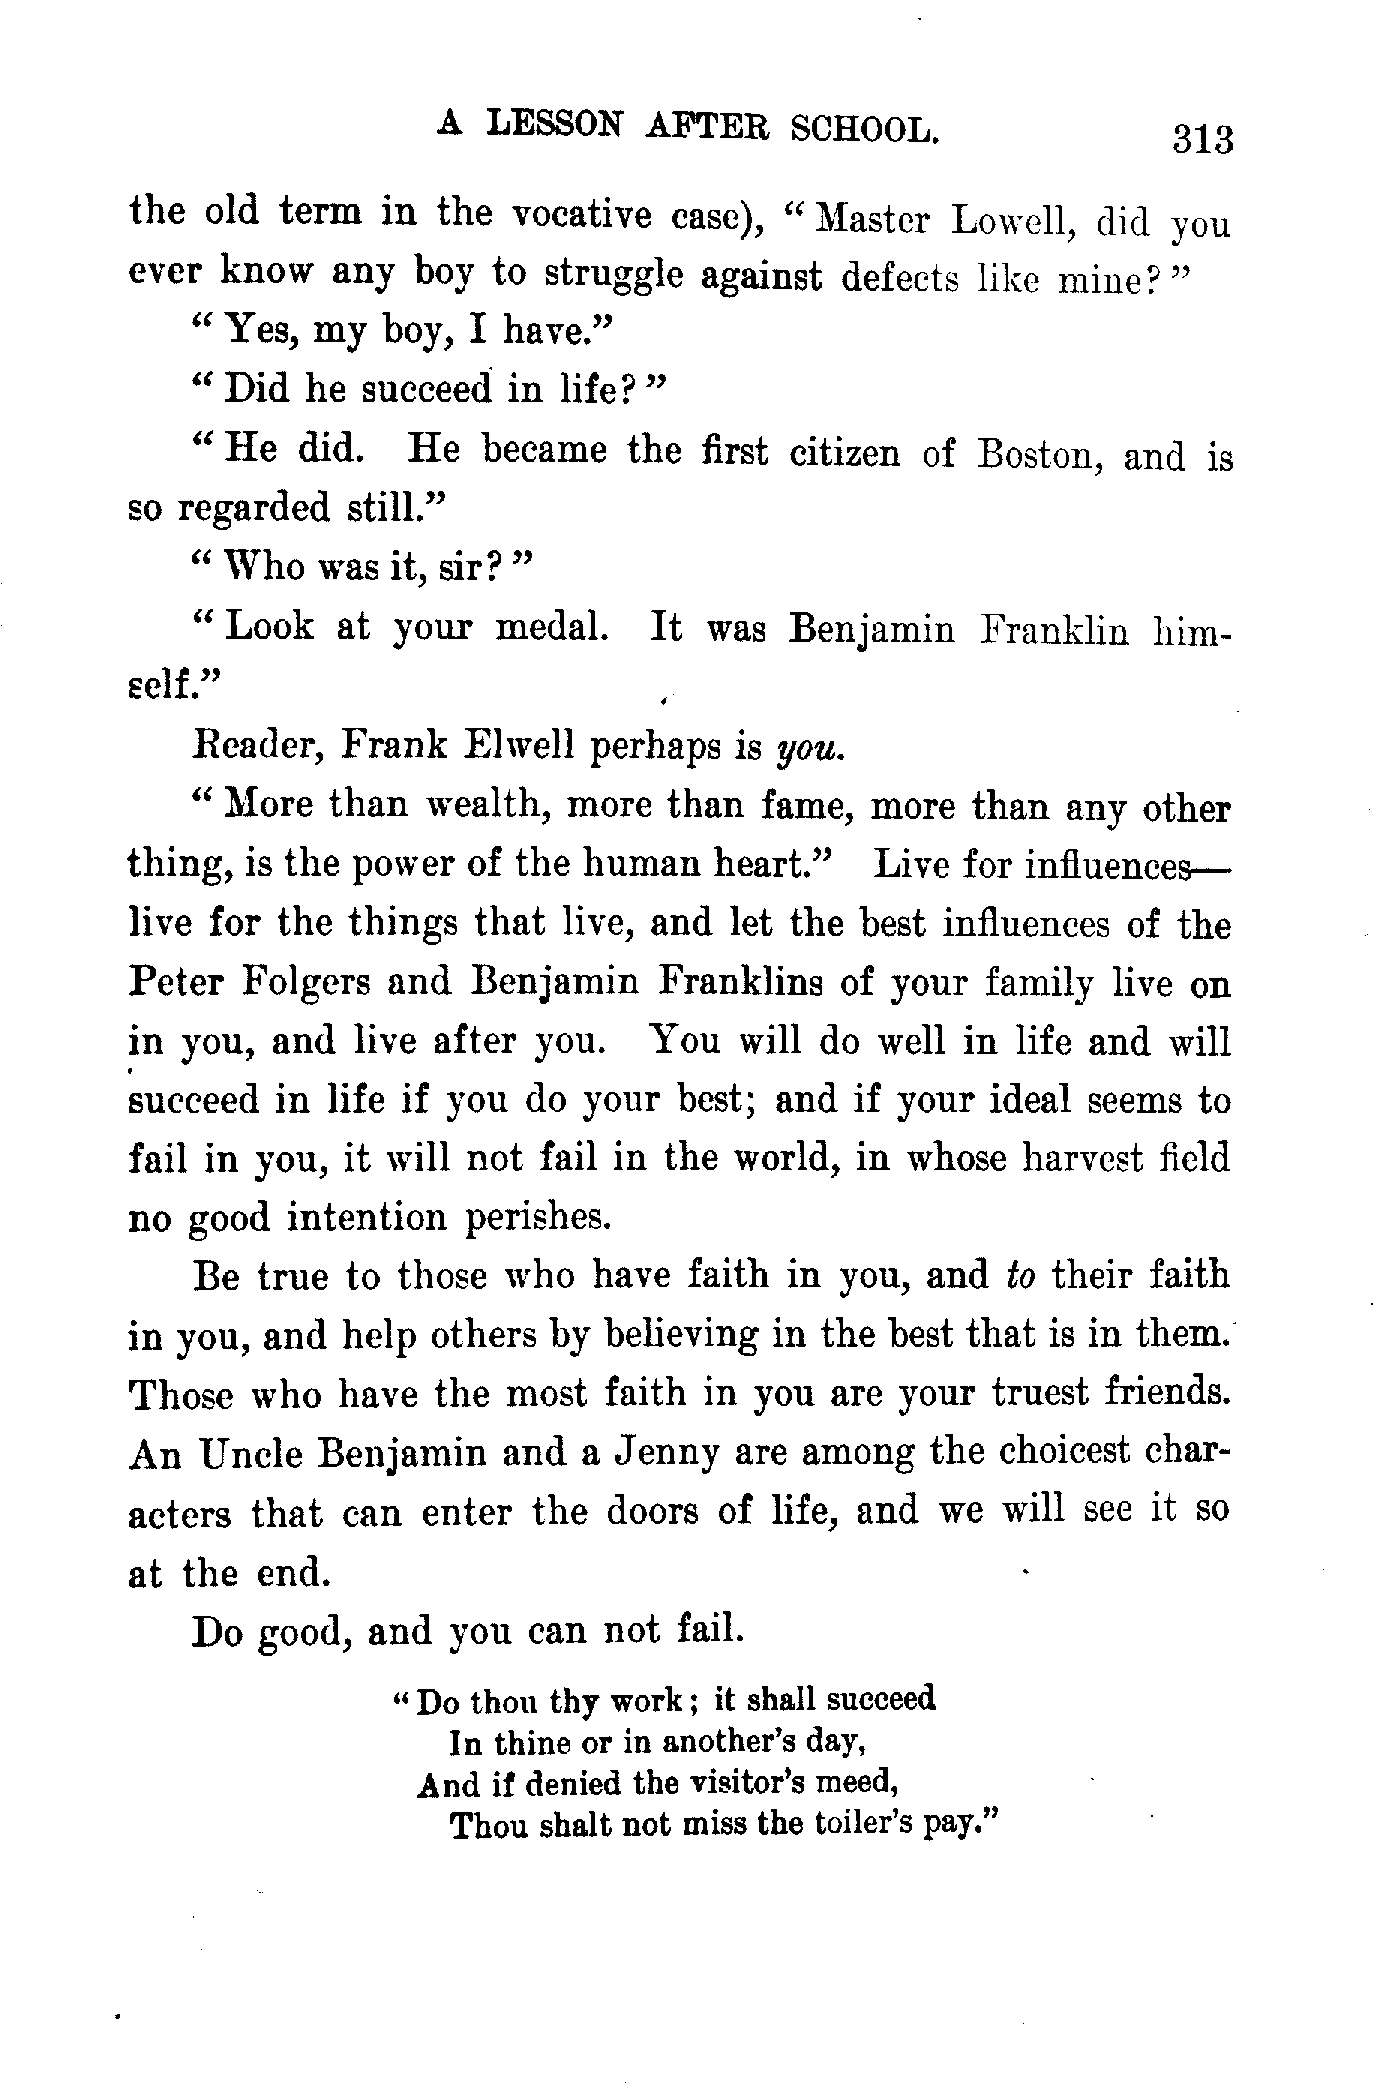 A LESSON AFTER SCHOOL. 313
the old term in the vocative case), “ Master Lowell, did you
ever know any boy to struggle against defects like mine? ”
“ Yes, my boy, I have.”
“ Did he succeed in life? ”
“ He did. He became the first citizen of Boston, and is
so regarded still.”
“ Who was it, sir? ”
“ Look at your medal. It was Benjamin Franklin him-
self.”
Reader, Frank Elwell perhaps is you.
“ More than wealth, more than fame, more than any other
thing, is the power of the human heart.” Live for influences—
live for the things that live, and let the best influences of the
Peter Folgers and Benjamin Franklins of your family live on
in you, and live after you. You will do well in life and will
succeed in life if you do your best; and if your ideal seems to
fail in you, it will not fail in the world, in whose harvest field
no good intention perishes.
Be true to those who have faith in you, and to their faith
in you, and help others by believing in the best that is in them.
Those who have the most faith in you are your truest friends.
An Uncle Benjamin and a Jenny are among the choicest char-
acters that can enter the doors of life, and we will see it so
at the end.
Do good, and you can not fail.
“ Do thou thy work ; it shall succeed
In thine or in another’s day,
And if denied the visitor’s meed,
Thou shalt not miss the toiler’s pay.”